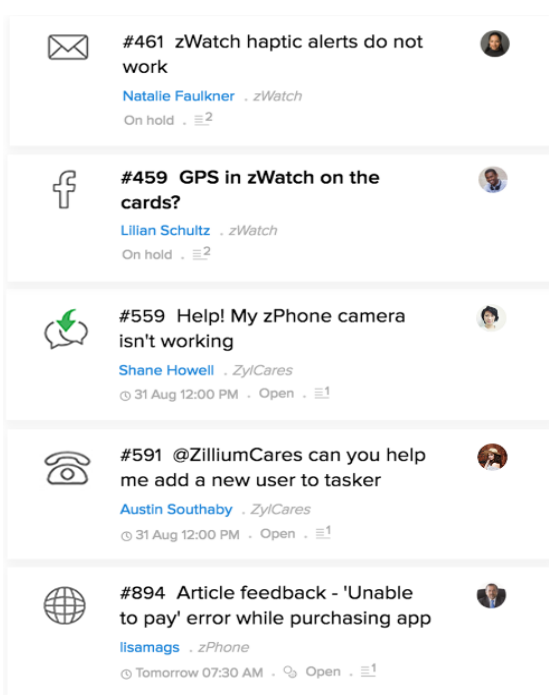 #461 zWatch haptic alerts do not
work
Natalie Faulkner . zWatch
On hold . 2
#459 GPS in zWatch on the
cards?
Lilian Schultz . zWatch
On hold . 2
#559 Help! My zPhone camera
isn't working
Shane Howell . ZylCares
31 Aug 12:00 PM . Open . 1
#591 @ZilliumCares can you help
me add a new user to tasker
Austin Southaby . ZylCares
31 Aug 12:00 PM . Open . 1
#894 Article feedback - 'Unable
to pay' error while purchasing app
lisamags . zPhone
Tomorrow 07:30 AM . Open . 1